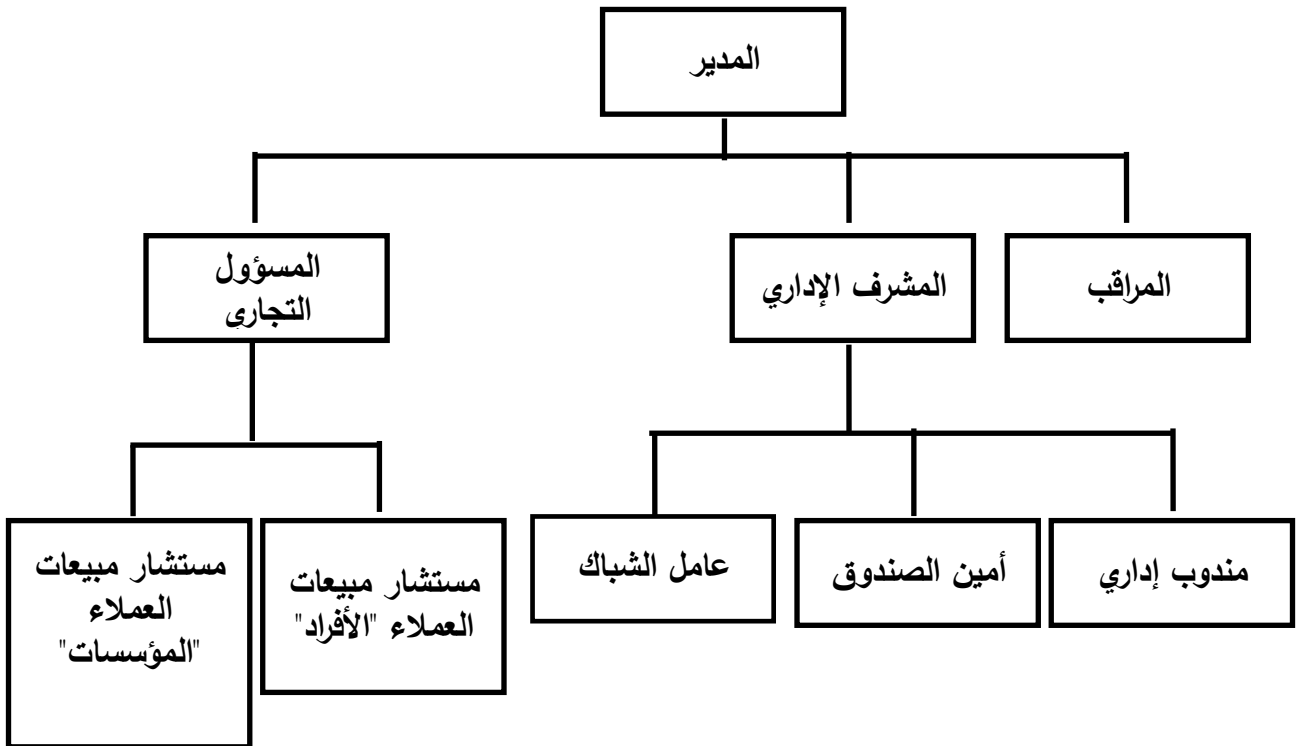 المدير
المراقب
المشرف الإداري
المسؤول
التجاري
مندوب إداري
أمين الصندوق
عامل الشباك
مستشار مبيعات
العملاء "الأفراد"
مستشار مبيعات
العملاء
"المؤسسات"